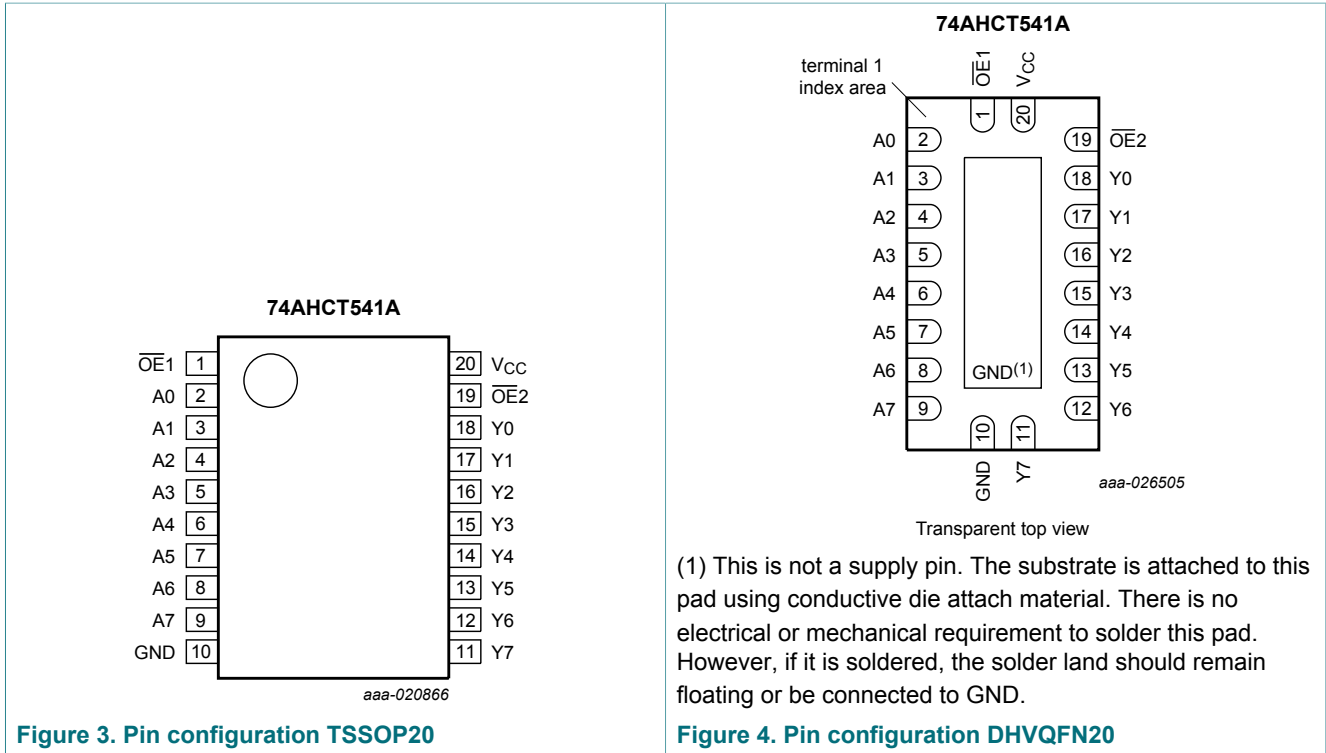 74AHCT541A
OE1 1
A0 2
A1 3
A2 4
A3 5
A4 6
A5 7
A6 8
A7 9
GND 10
20 VCC
19 OE2
18 Y0
17 Y1
16 Y2
15 Y3
14 Y4
13 Y5
12 Y6
11 Y7
aaa-020866
Figure 3. Pin configuration TSSOP20
74AHCT541A
terminal 1
index area
OE1 1
VCC 20
A0 2
A1 3
A2 4
A3 5
A4 6
A5 7
A6 8
A7 9
19 OE2
18 Y0
17 Y1
16 Y2
15 Y3
14 Y4
13 Y5
12 Y6
GND(1)
GND 10
Y7 11
aaa-026505
Transparent top view
(1) This is not a supply pin. The substrate is attached to this
pad using conductive die attach material. There is no
electrical or mechanical requirement to solder this pad.
However, if it is soldered, the solder land should remain
floating or be connected to GND.
Figure 4. Pin configuration DHVQFN20